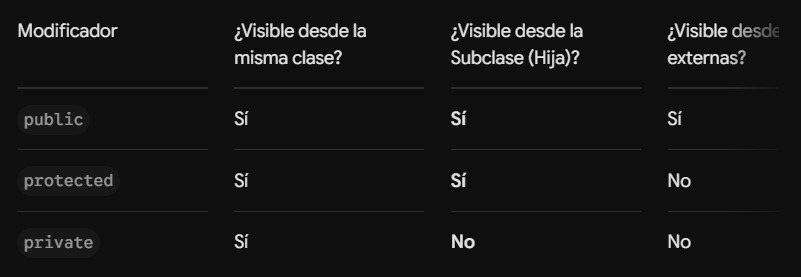 Modificador ¿Visible desde la misma clase? ¿Visible desde la Subclase (Hija)? ¿Visible desde externas?
public Sí Sí Sí
protected Sí Sí No
private Sí No No